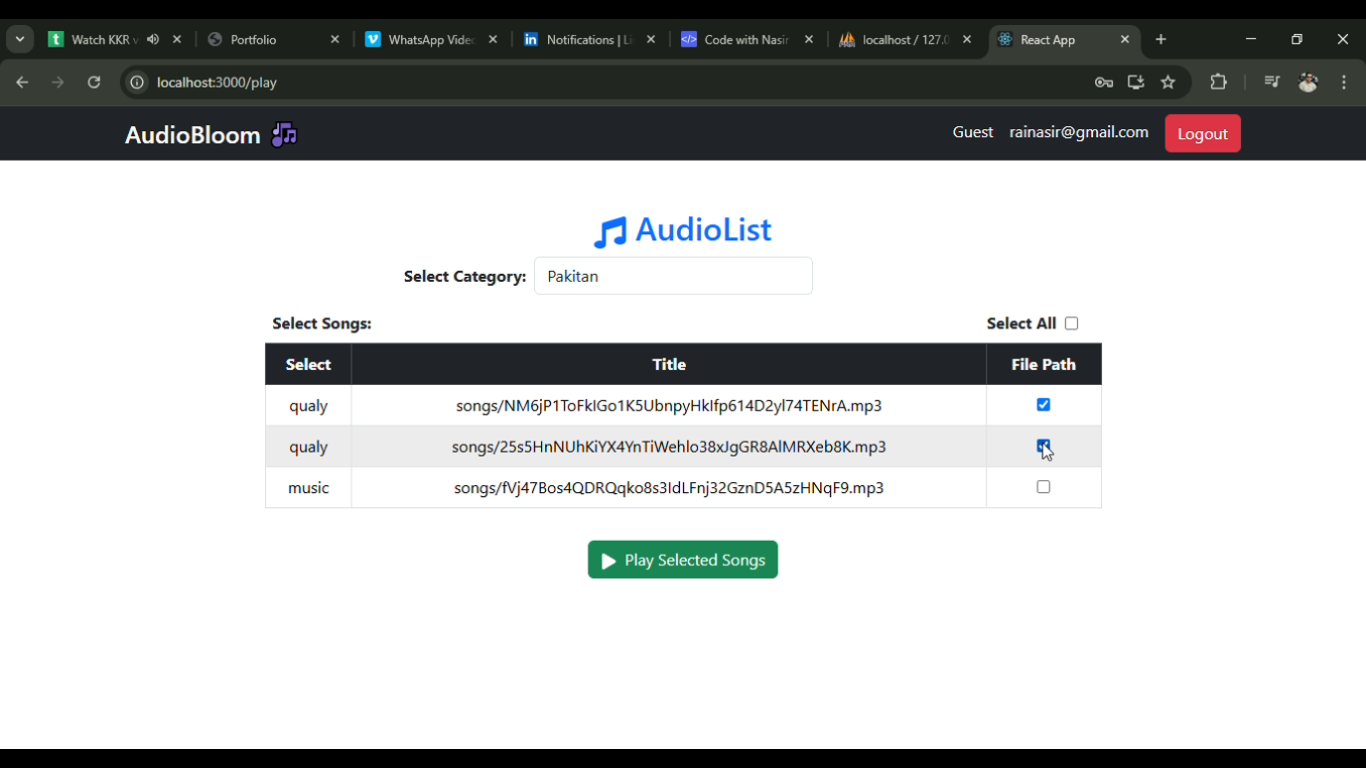 Watch KKR v
Portfolio
WhatsApp Vide
Notifications | Li
Code with Nasir
localhost / 127.0
React App
localhost:3000/play
AudioBloom
Guest rainasir@gmail.com Logout
AudioList
Select Category: Pakitan
Select Songs: Select All
Select Title File Path
qualy songs/NM6jP1ToFkIGo1K5UbnpyHkIfp614D2yl74TENrA.mp3
qualy songs/25s5HnNUhKiYX4YnTiWehlo38xJgGR8AlMRXeb8K.mp3
music songs/fVj47Bos4QDRQqko8s3IdLFnj32GznD5A5zHNqF9.mp3
Play Selected Songs